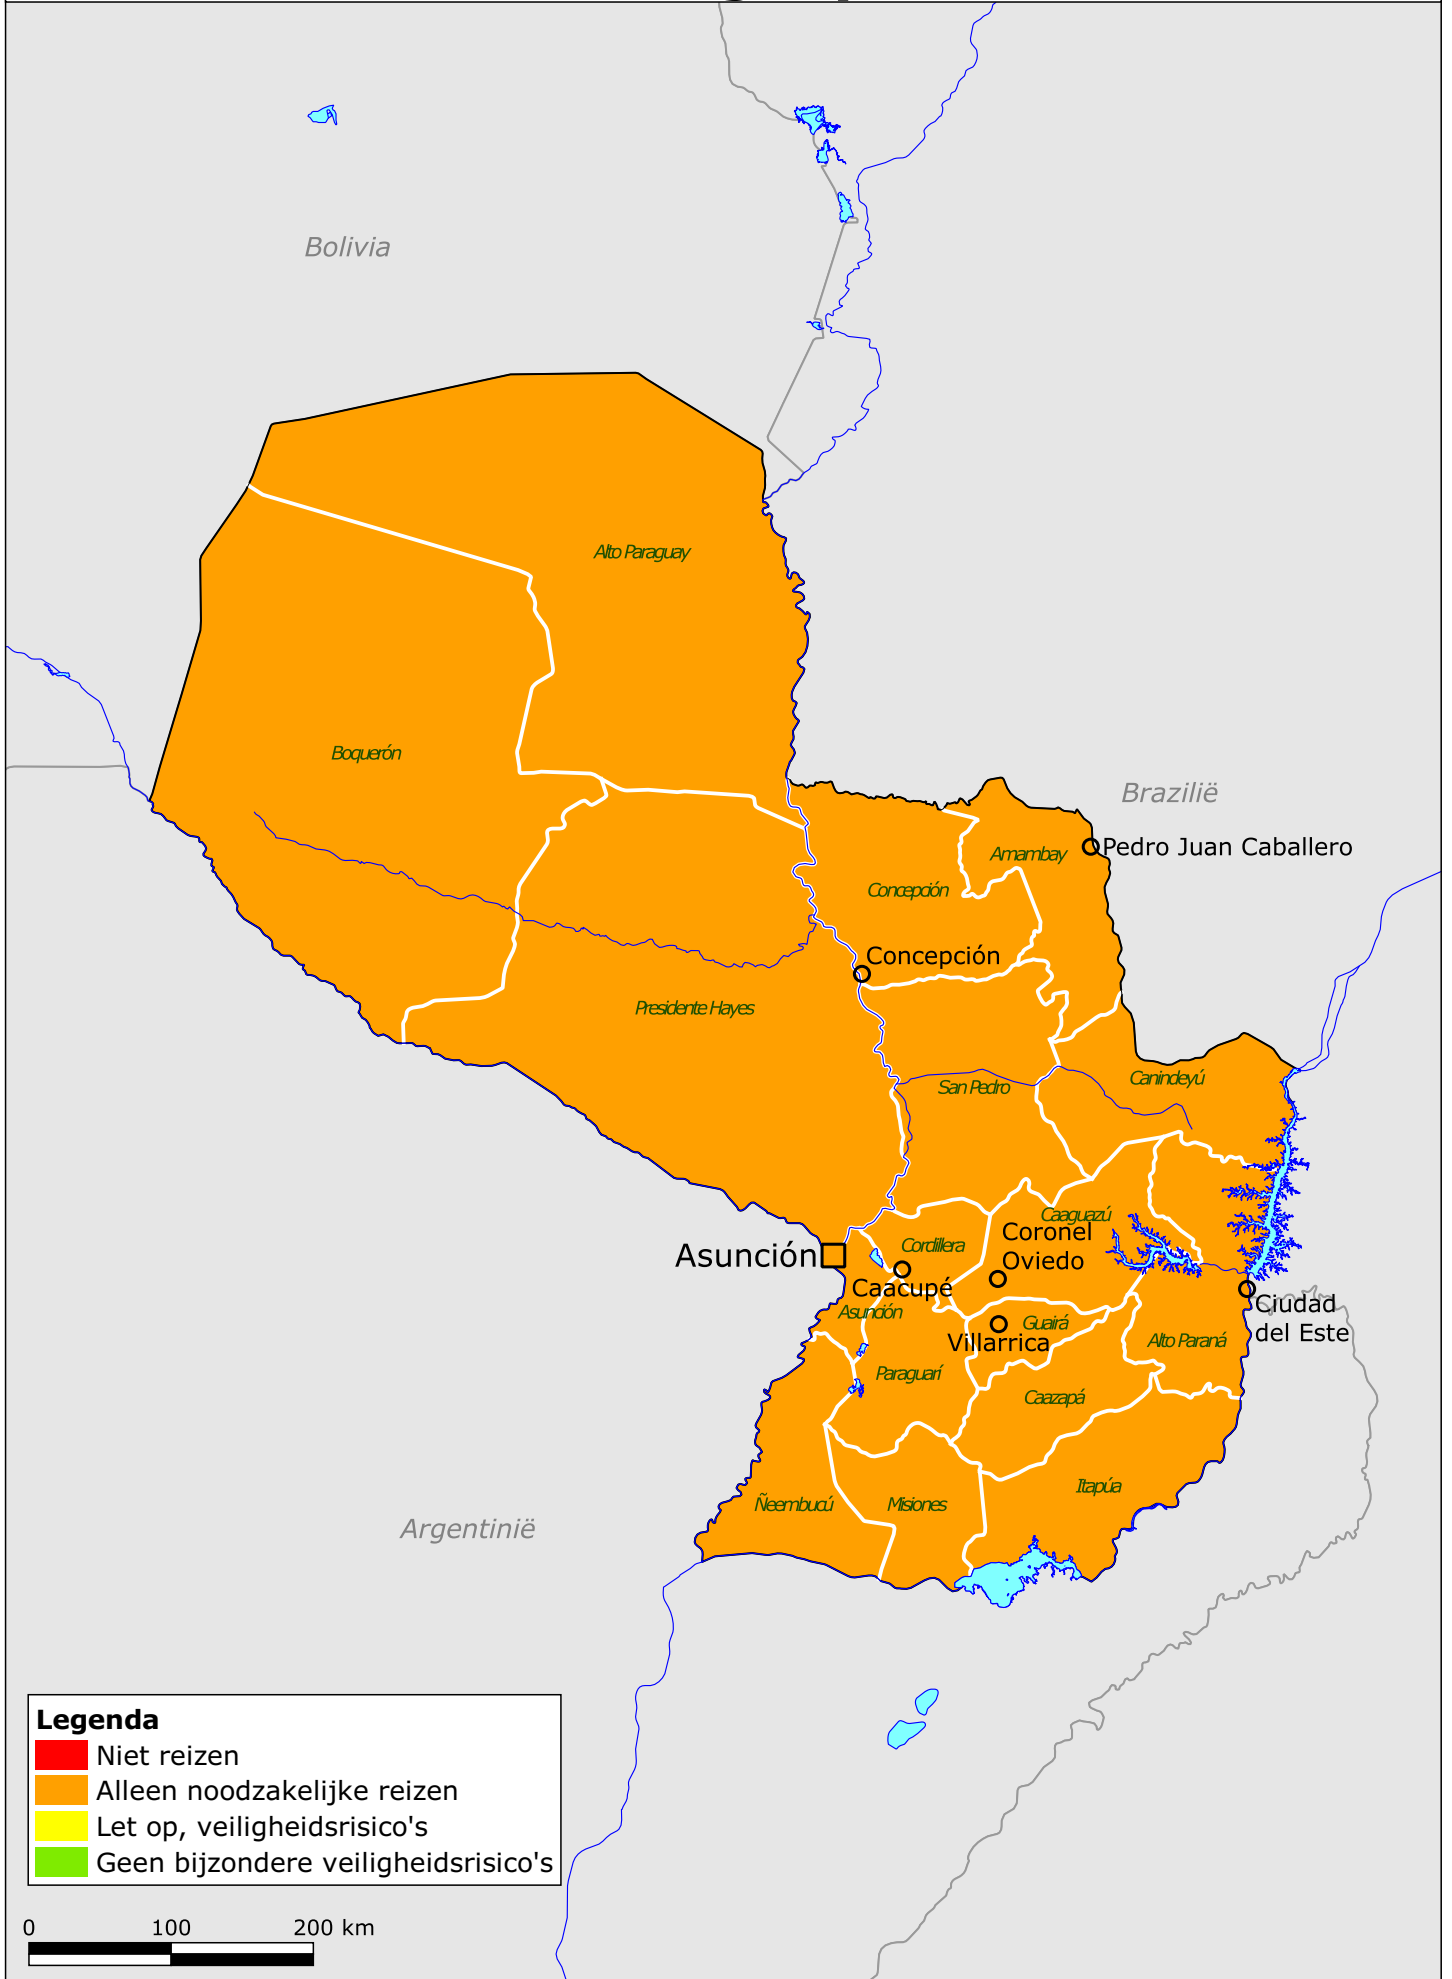 Bolivia
Alto Paraguay
Boquerón
Brazilië
Pedro Juan Caballero
Amambay
Concepción
Concepción
Presidente Hayes
Canindeyú
San Pedro
Caaguazú
Coronel
Oviedo
Cordillera
Asunción
Caacupé
Asunción
Ciudad
del Este
Guairá
Villarrica
Alto Paraná
Paraguarí
Caazapá
Itapúa
Ñeembucú
Misiones
Argentinië
Legenda
Niet reizen
Alleen noodzakelijke reizen
Let op, veiligheidsrisico's
Geen bijzondere veiligheidsrisico's
0 100 200 km